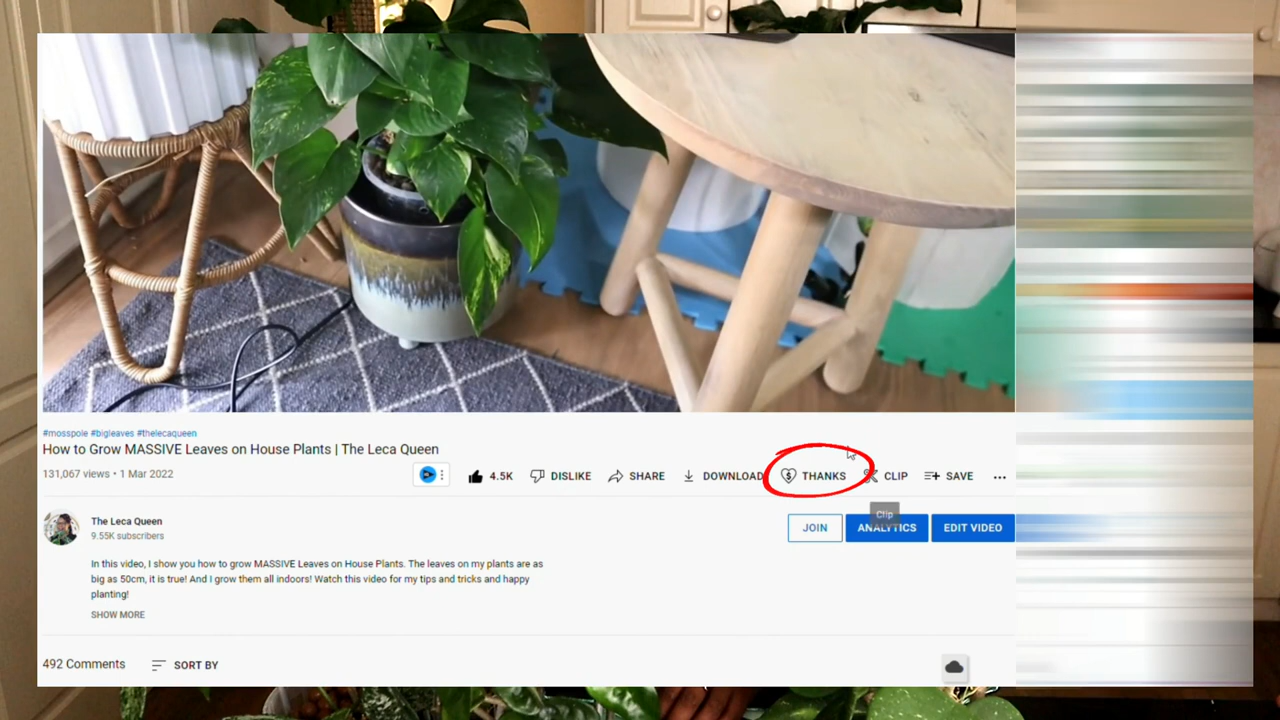 #mosspole #bigleaves #thelecaqueen
How to Grow MASSIVE Leaves on House Plants | The Leca Queen
131,067 views • 1 Mar 2022
4.5K DISLIKE SHARE DOWNLOAD THANKS CLIP SAVE
Clip
The Leca Queen
9.55K subscribers
JOIN ANALYTICS EDIT VIDEO
In this video, I show you how to grow MASSIVE Leaves on House Plants. The leaves on my plants are as
big as 50cm, it is true! And I grow them all indoors! Watch this video for my tips and tricks and happy
planting!
SHOW MORE
492 Comments SORT BY